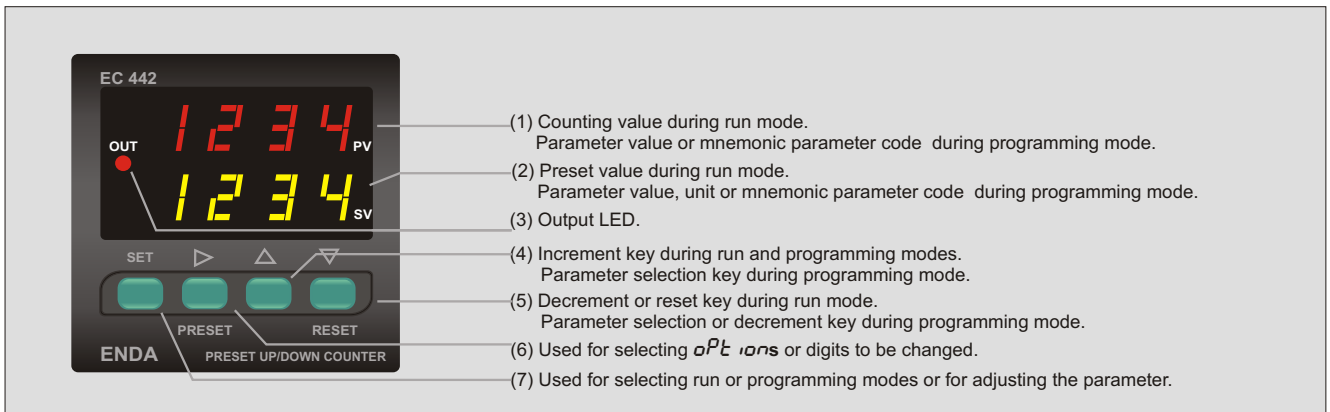 EC 442
1234
PV
OUT
1234
SV
SET
PRESET
RESET
ENDA
PRESET UP/DOWN COUNTER
(1) Counting value during run mode.
Parameter value or mnemonic parameter code during programming mode.
(2) Preset value during run mode.
Parameter value, unit or mnemonic parameter code during programming mode.
(3) Output LED.
(4) Increment key during run and programming modes.
Parameter selection key during programming mode.
(5) Decrement or reset key during run mode.
Parameter selection or decrement key during programming mode.
(6) Used for selecting oPtions or digits to be changed.
(7) Used for selecting run or programming modes or for adjusting the parameter.